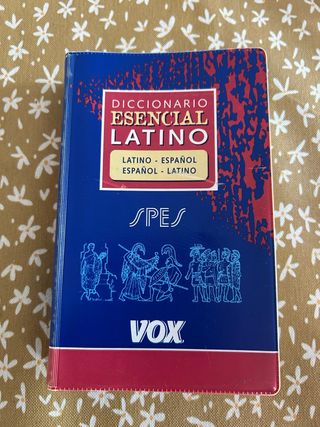 DICCIONARIO
ESENCIAL
LATINO
LATINO - ESPAÑOL
ESPAÑOL - LATINO
SPES
VOX